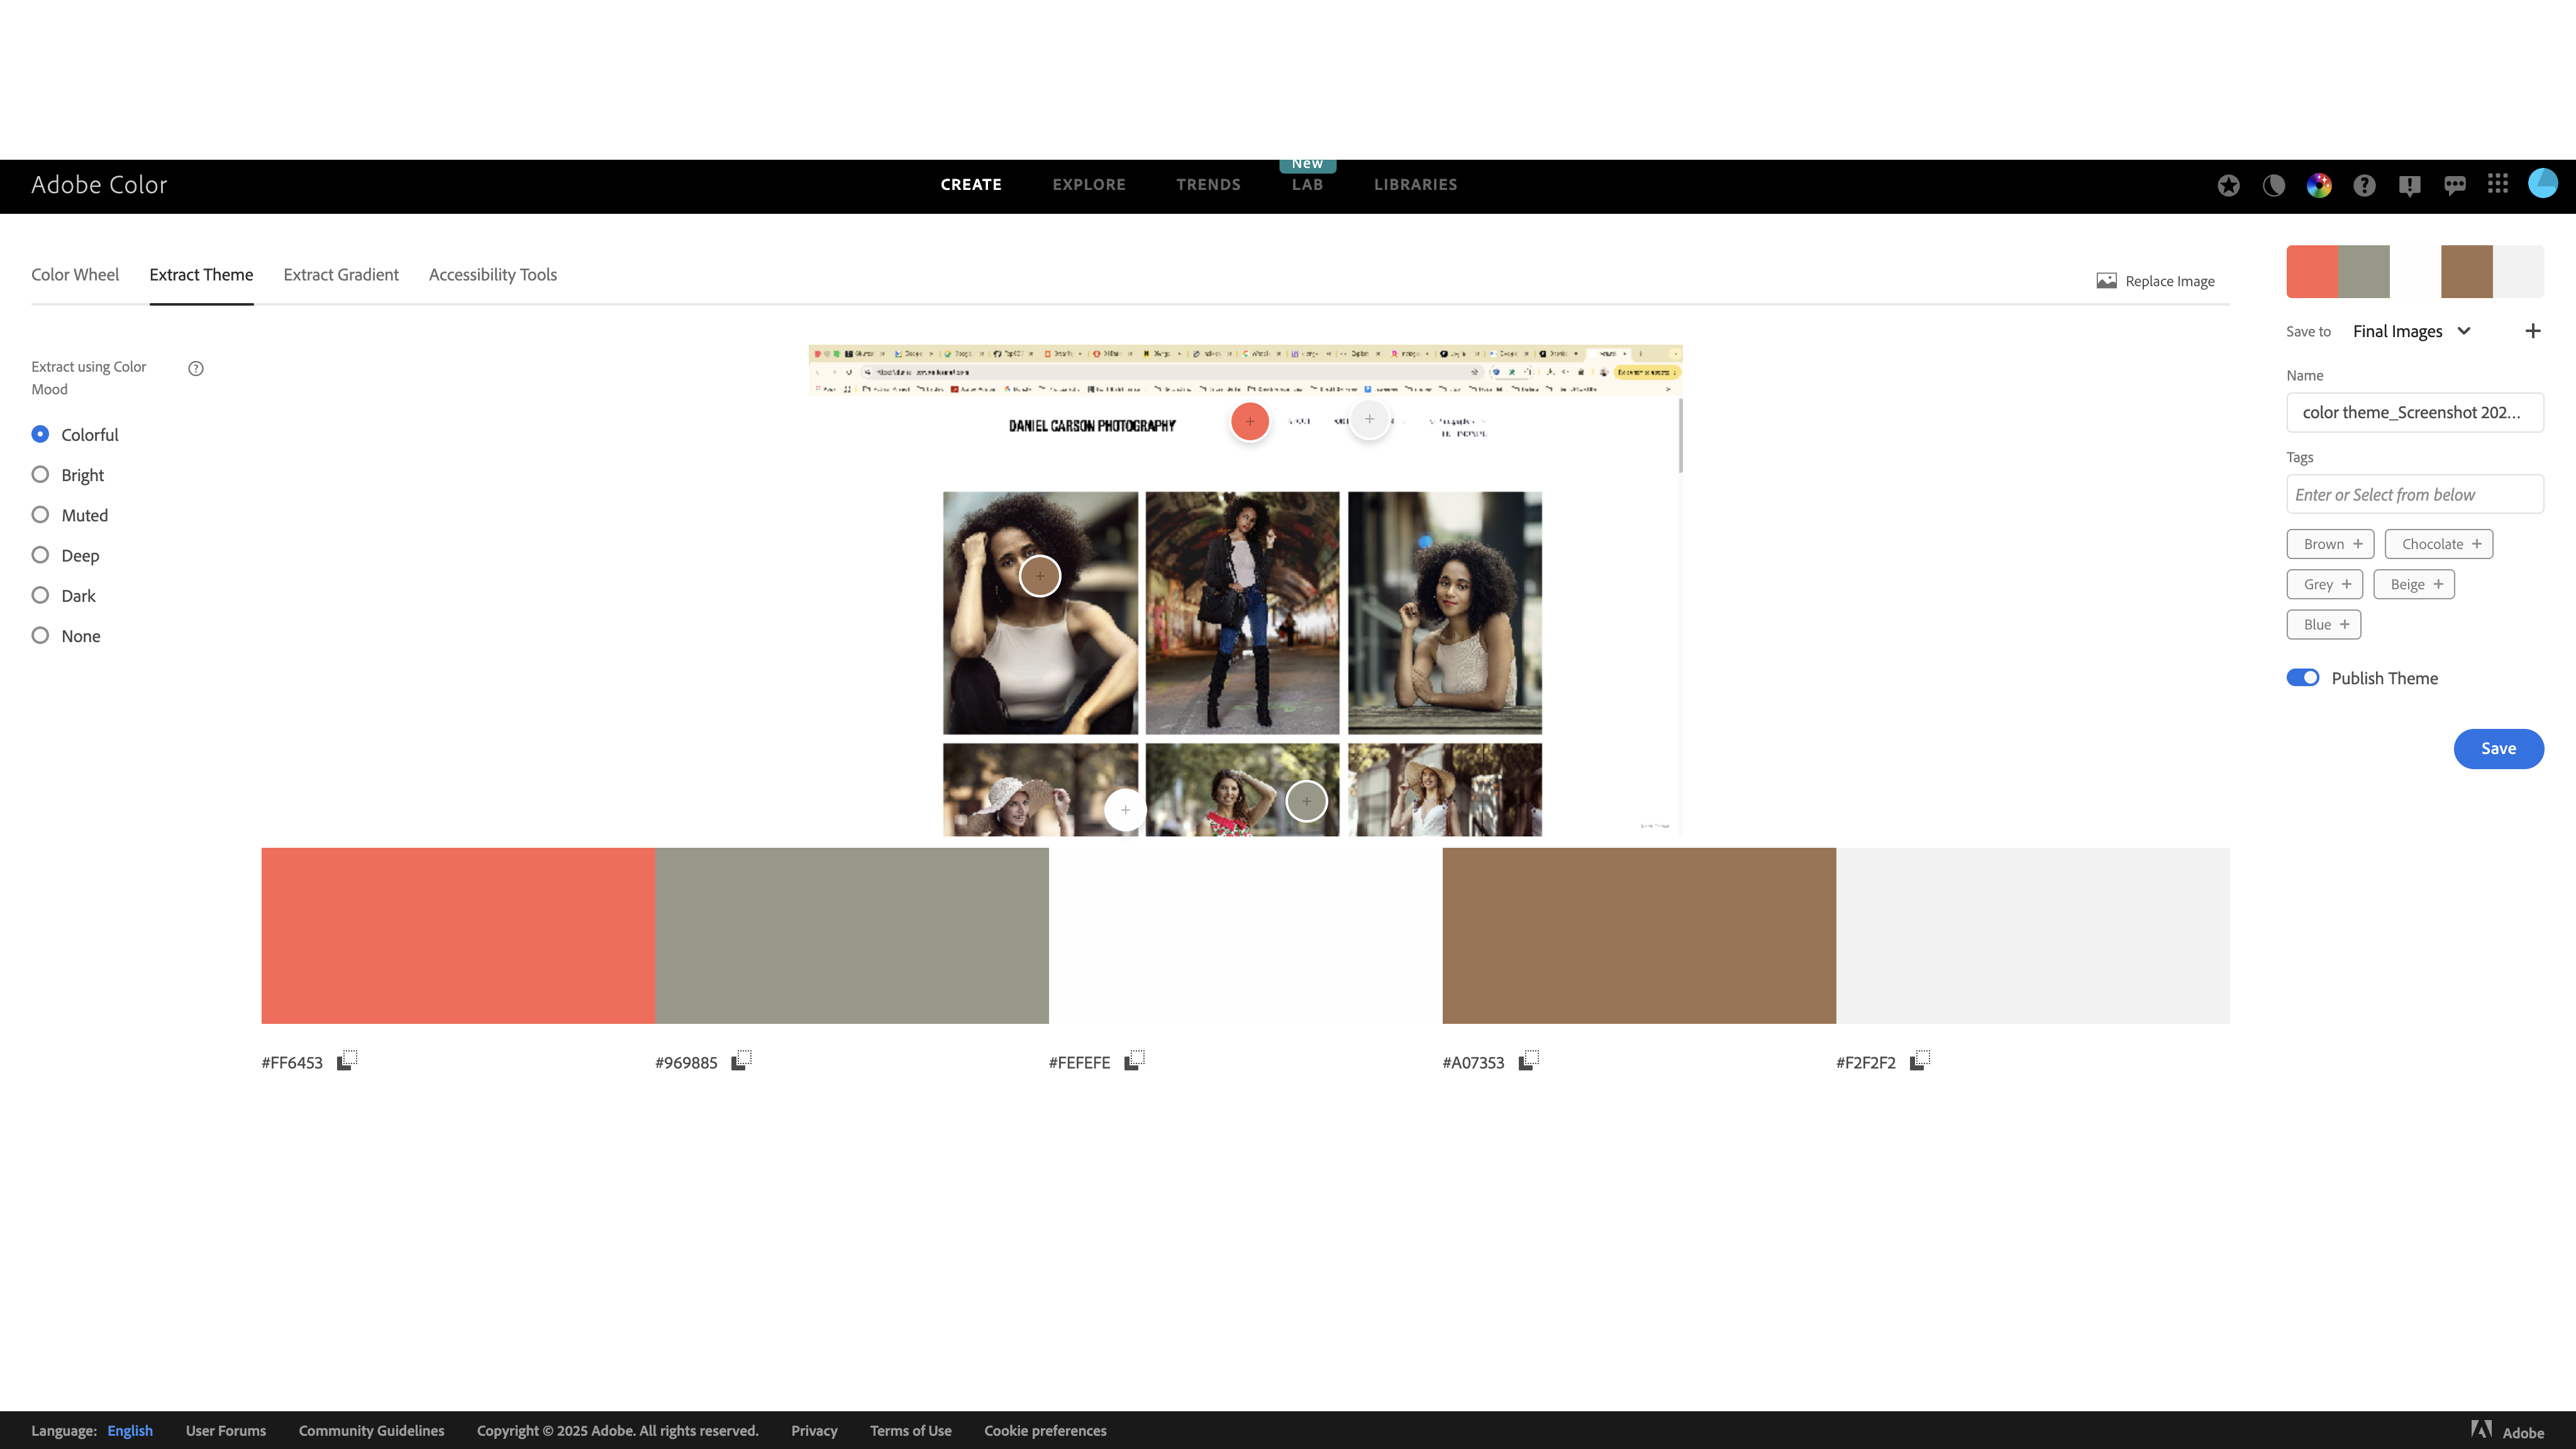 New
Adobe Color
CREATE
EXPLORE
TRENDS
LAB
LIBRARIES
Color Wheel
Extract Theme
Extract Gradient
Accessibility Tools
Replace Image
Save to
Final Images
Extract using Color
Mood
Colorful
Bright
Muted
Deep
Dark
None
DANIEL CARSON PHOTOGRAPHY
Name
color theme_Screenshot 202...
Tags
Enter or Select from below
Brown +
Chocolate +
Grey +
Beige +
Blue +
Publish Theme
Save
#FF6453
#969885
#FEFEFE
#A07353
#F2F2F2
Language: English
User Forums
Community Guidelines
Copyright © 2025 Adobe. All rights reserved.
Privacy
Terms of Use
Cookie preferences
Adobe